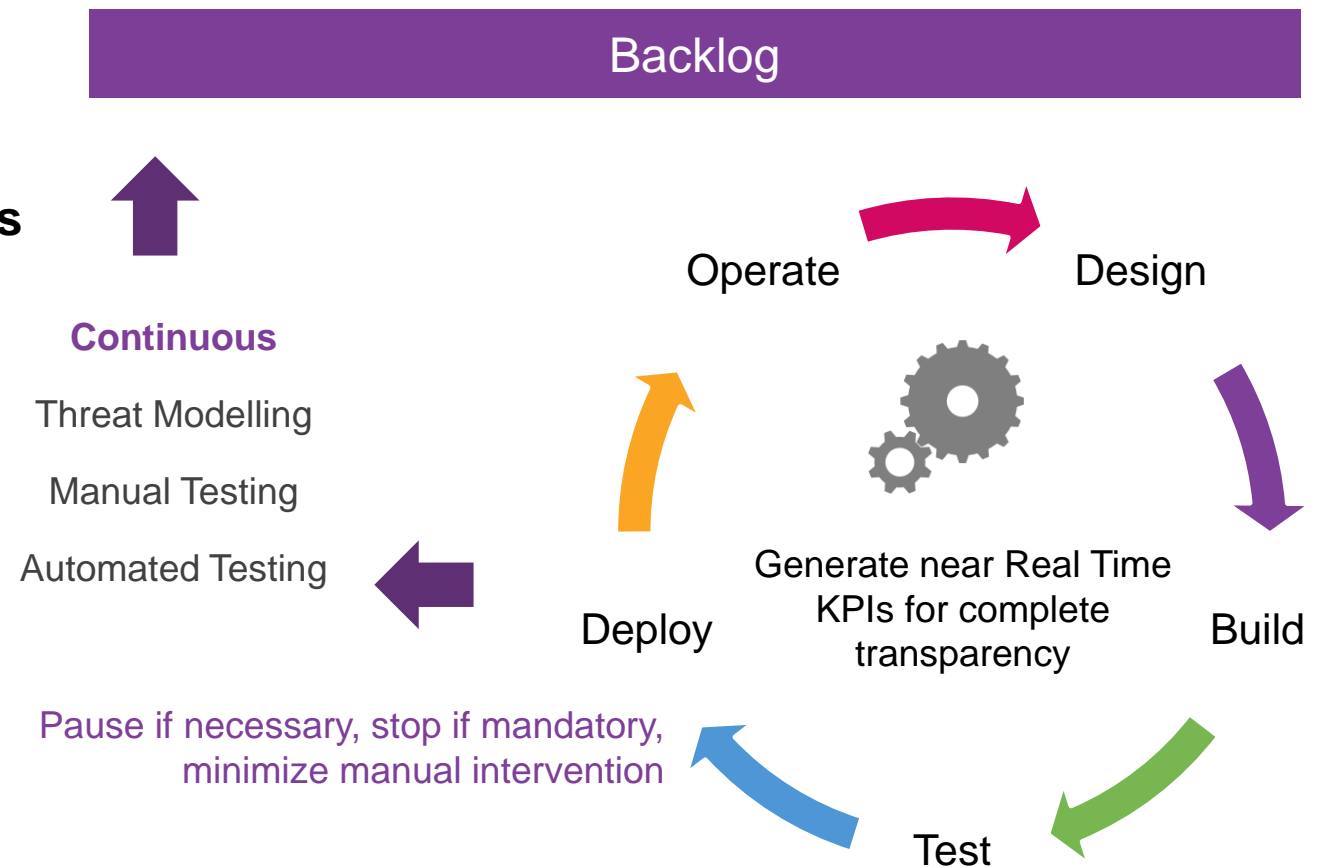 Backlog
s
Continuous
Threat Modelling
Manual Testing
Automated Testing
Operate
Design
Generate near Real Time
KPIs for complete
transparency
Deploy
Build
Pause if necessary, stop if mandatory,
minimize manual intervention
Test